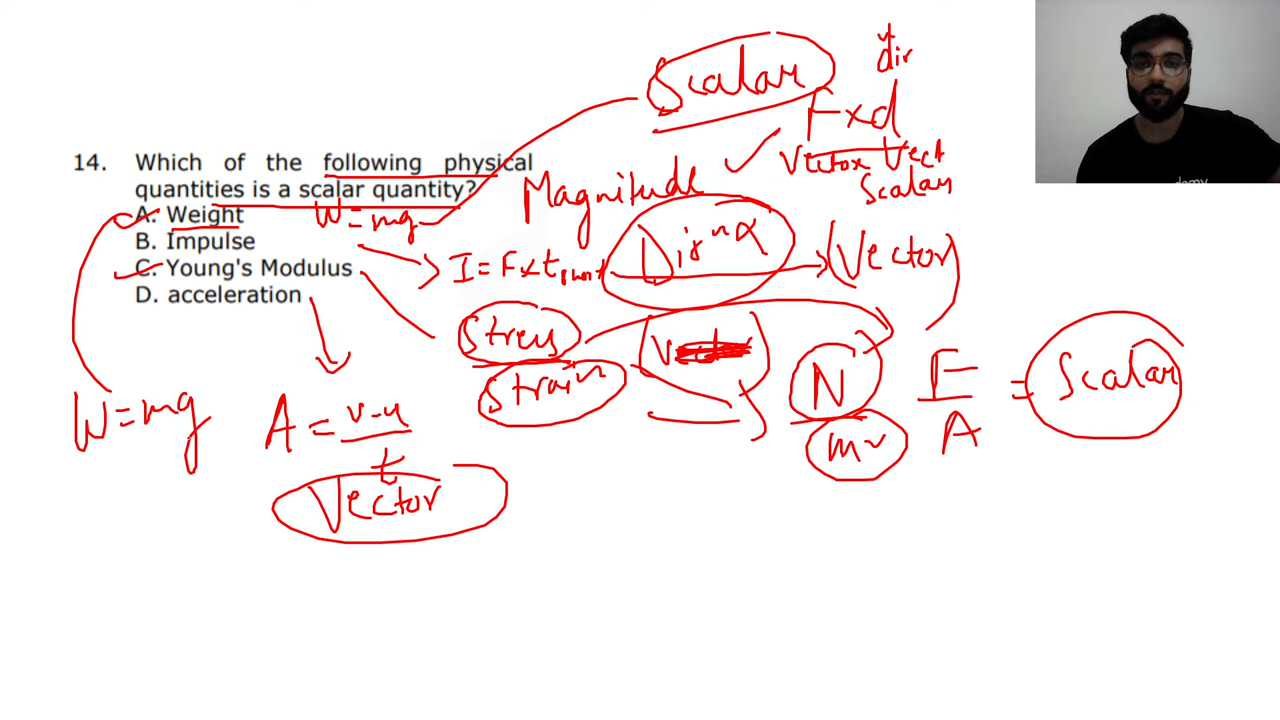 14. Which of the following physical
quantities is a scalar quantity?
A. Weight
B. Impulse
C. Young's Modulus
D. acceleration
Scalar
dir
F×d
Vector Vect
Scalar
Magnitude
W=mg
I=F×t
Dirⁿ
(Vector)
Stress
Strain
N
F
A
= Scalar
W=mg
A = v-u
t
Vector